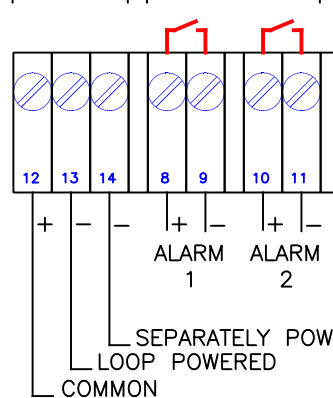 12 13 14 8 9 10 11
+ − − + − + −
ALARM 1
ALARM 2
SEPARATELY POW
LOOP POWERED
COMMON